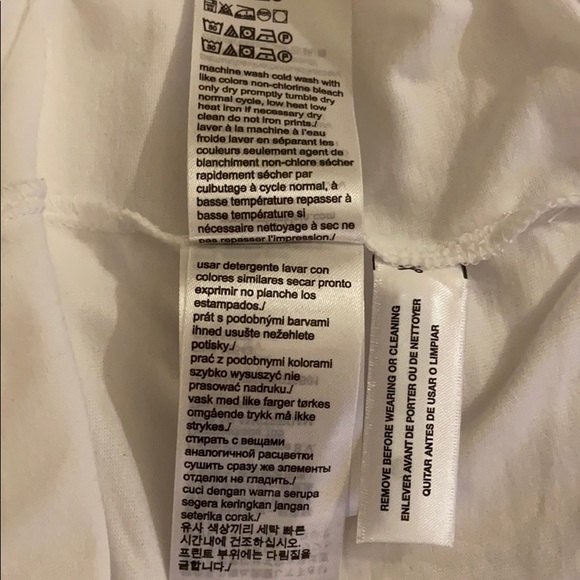 machine wash cold wash with
like colors non-chlorine bleach
only dry promptly tumble dry
normal cycle, low heat low
heat iron if necessary dry
clean do not iron prints./
laver à la machine à l'eau
froide laver en séparant les
couleurs seulement agent de
blanchiment non-chlore sécher
rapidement sécher par
culbutage à cycle normal, à
basse température repasser à
basse température si
nécessaire nettoyage à sec ne
pas repasser l'impression./
usar detergente lavar con
colores similares secar pronto
exprimir no planche los
estampados./
prát s podobnými barvami
ihned usušte nežehlete
potisky./
prać z podobnymi kolorami
szybko wysuszyć nie
prasować nadruku./
vask med like farger tørkes
omgående trykk må ikke
strykes./
стирать с вещами
аналогичной расцветки
сушить сразу же элементы
отделки не гладить./
cuci dengan warna serupa
segera keringkan jangan
seterika corak./
유사 색상끼리 세탁 빠른
시간내에 건조하십시오.
프린트 부위에는 다림질을
금합니다./
REMOVE BEFORE WEARING OR CLEANING
ENLEVER AVANT DE PORTER OU DE NETTOYER
QUITAR ANTES DE USAR O LIMPIAR